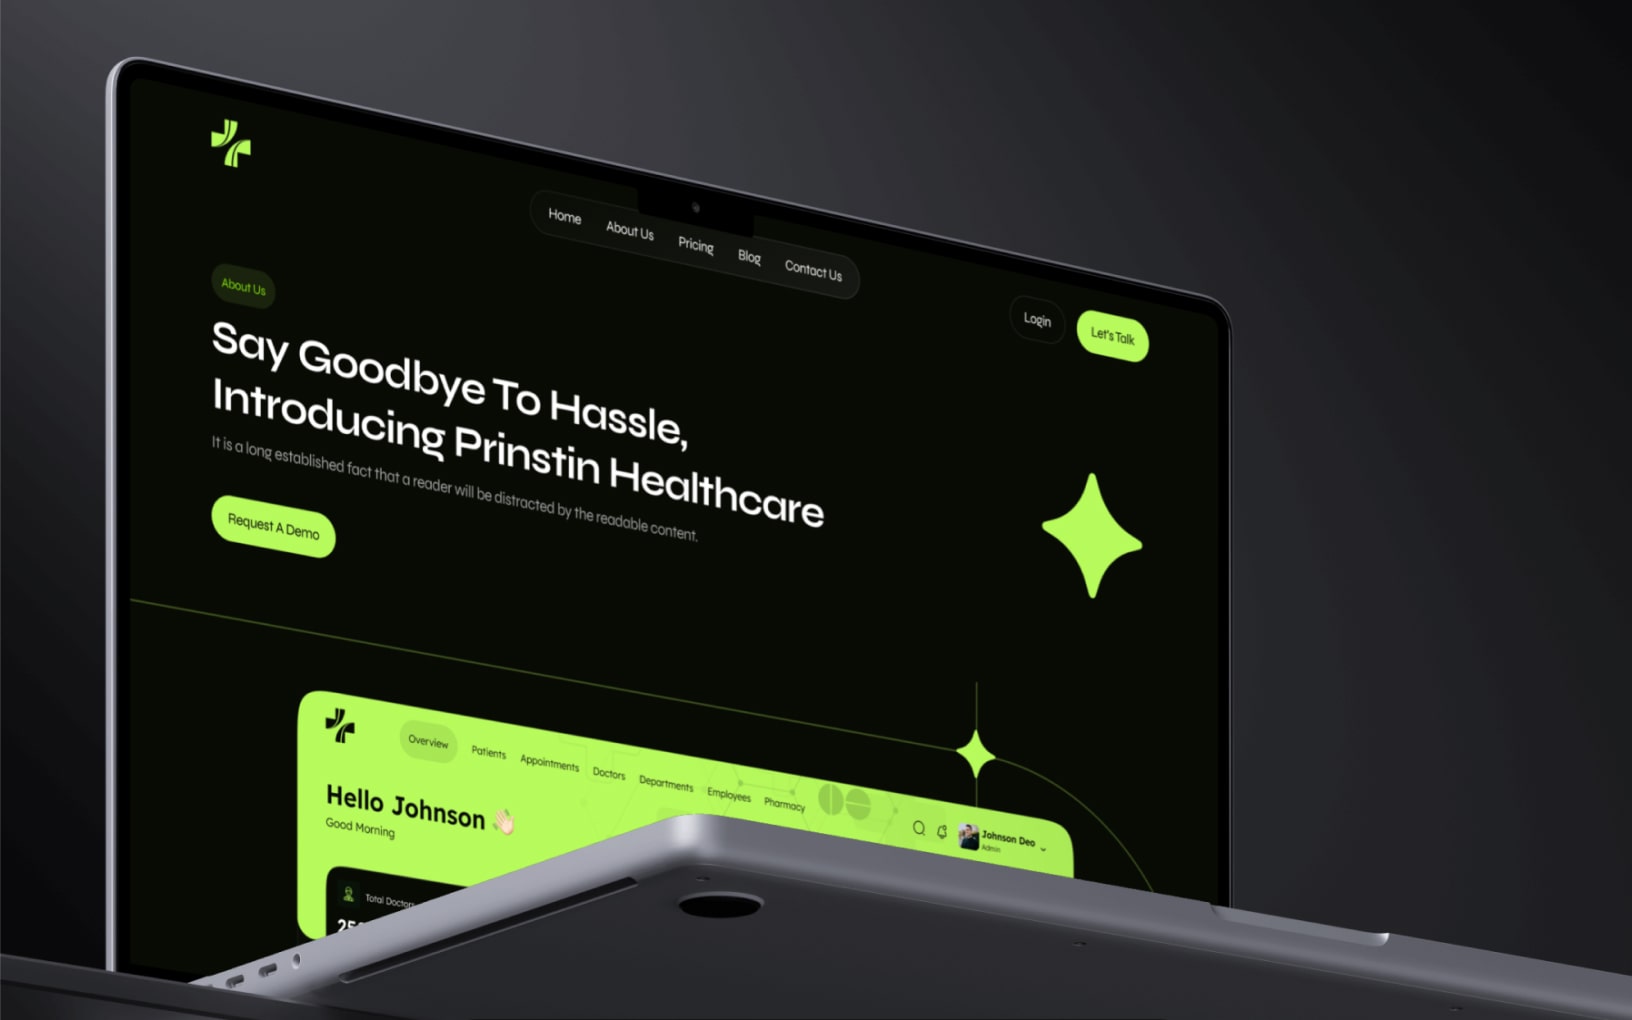 Home
About Us
Pricing
Blog
Contact Us
Login
Let's Talk
About Us
Say Goodbye To Hassle,
Introducing Prinstin Healthcare
It is a long established fact that a reader will be distracted by the readable content.
Request A Demo
Overview
Patients
Appointments
Doctors
Departments
Employees
Pharmacy
Hello Johnson 👋🏻
Good Morning
Johnson Deo
Admin
Total Doctors